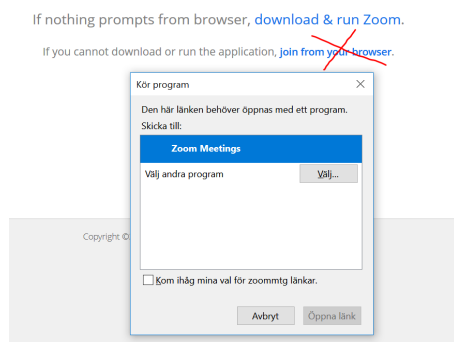 If nothing prompts from browser, download & run Zoom.
If you cannot download or run the application, join from your browser.
Kör program
Den här länken behöver öppnas med ett program.
Skicka till:
Zoom Meetings
Välj andra program
Välj...
Copyright ©
Kom ihåg mina val för zoommtg länkar.
Avbryt
Öppna länk